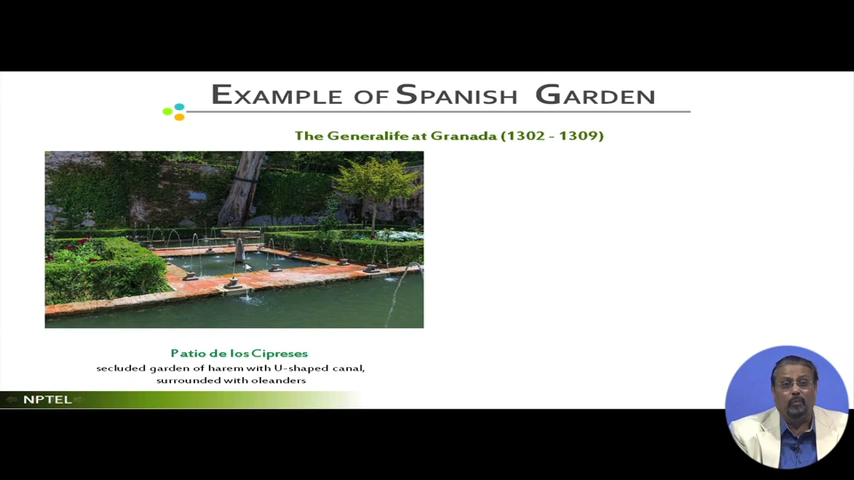 EXAMPLE OF SPANISH GARDEN
The Generalife at Granada (1302 - 1309)
Patio de los Cipreses
secluded garden of harem with U-shaped canal,
surrounded with oleanders
NPTEL